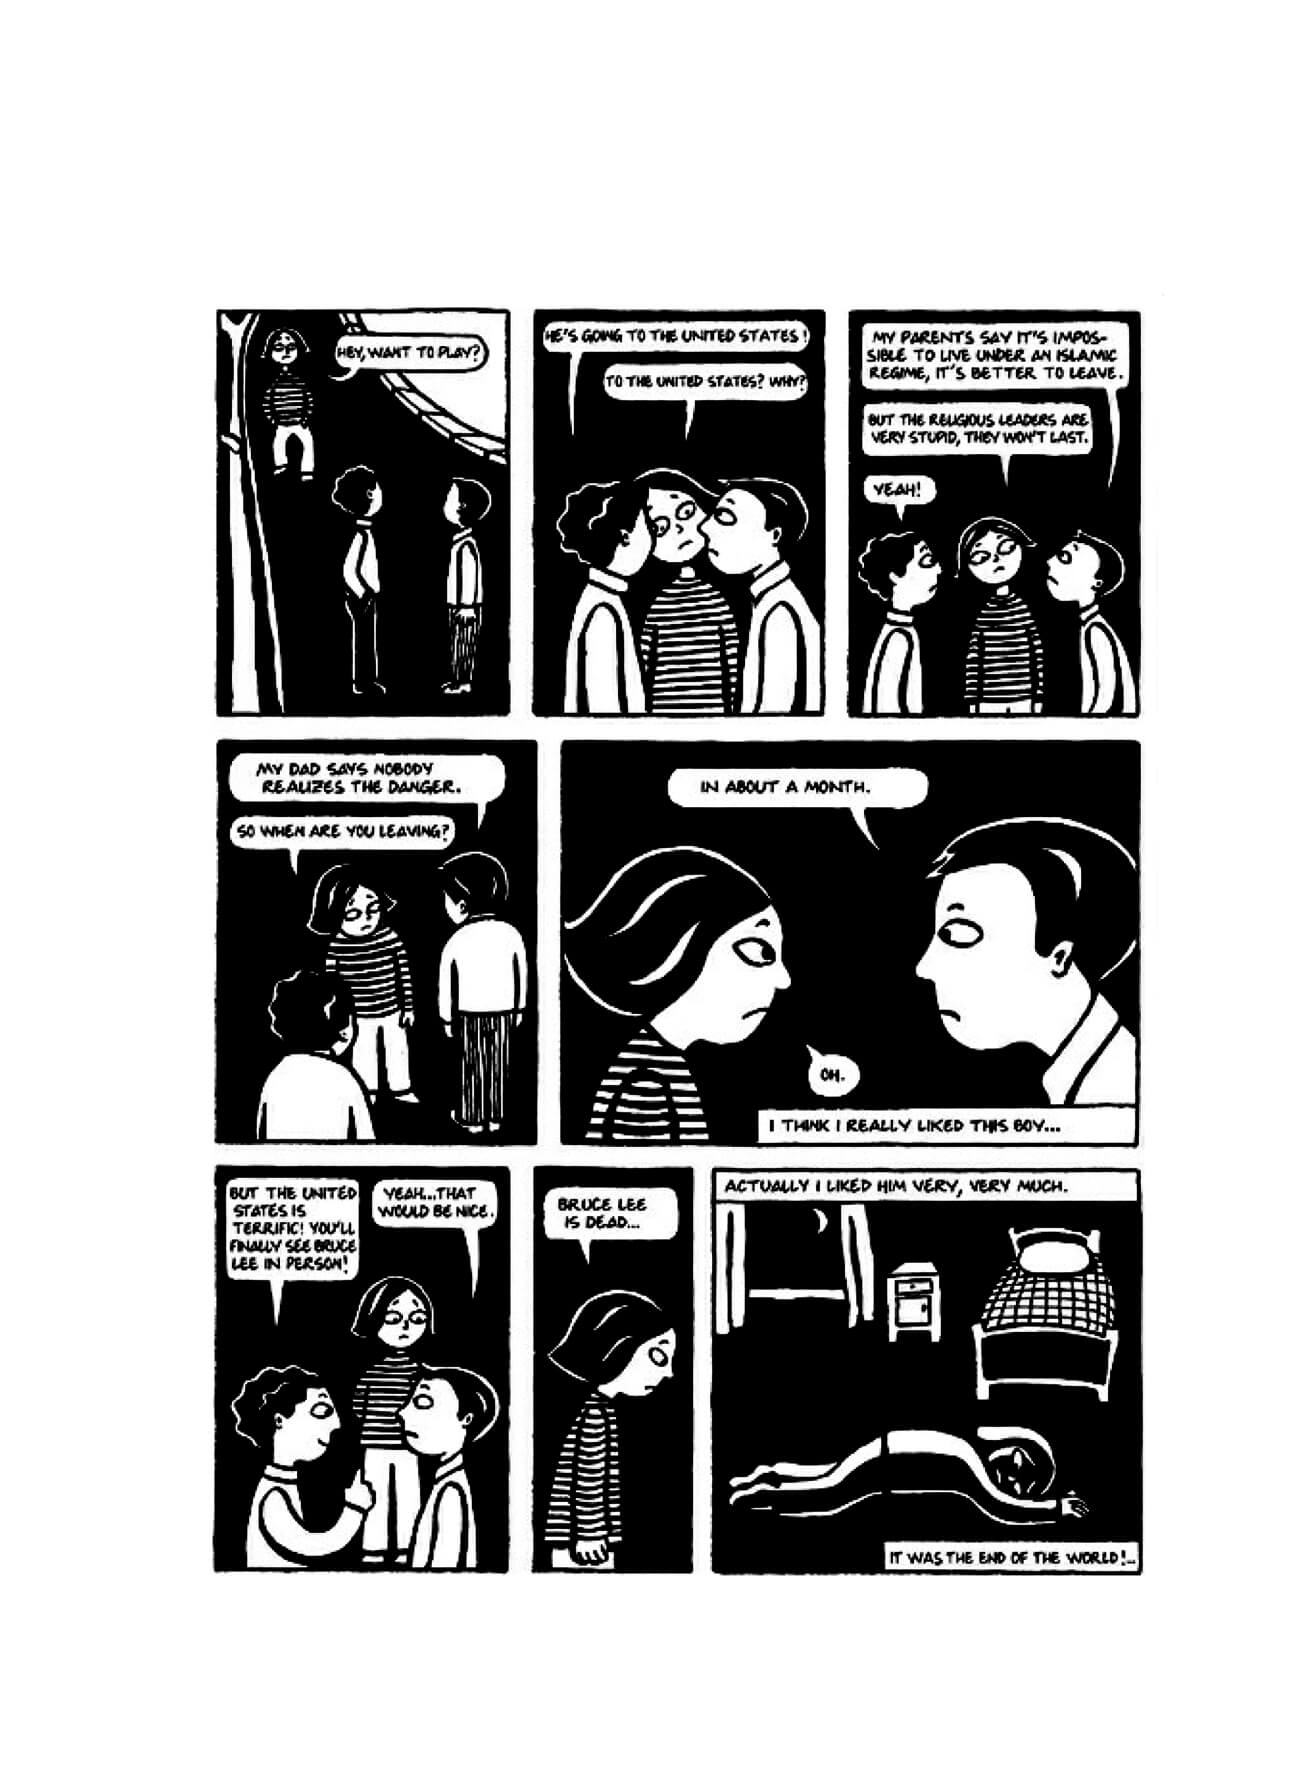 HEY, WANT TO PLAY?
HE'S GOING TO THE UNITED STATES!
TO THE UNITED STATES? WHY?
MY PARENTS SAY IT'S IMPOS-
SIBLE TO LIVE UNDER AN ISLAMIC
REGIME, IT'S BETTER TO LEAVE.
BUT THE RELIGIOUS LEADERS ARE
VERY STUPID, THEY WON'T LAST.
YEAH!
MY DAD SAYS NOBODY
REALIZES THE DANGER.
SO WHEN ARE YOU LEAVING?
IN ABOUT A MONTH.
OH.
I THINK I REALLY LIKED THIS BOY...
BUT THE UNITED
STATES IS
TERRIFIC! YOU'LL
FINALLY SEE BRUCE
LEE IN PERSON!
YEAH...THAT
WOULD BE NICE.
BRUCE LEE
IS DEAD...
ACTUALLY I LIKED HIM VERY, VERY MUCH.
IT WAS THE END OF THE WORLD!..